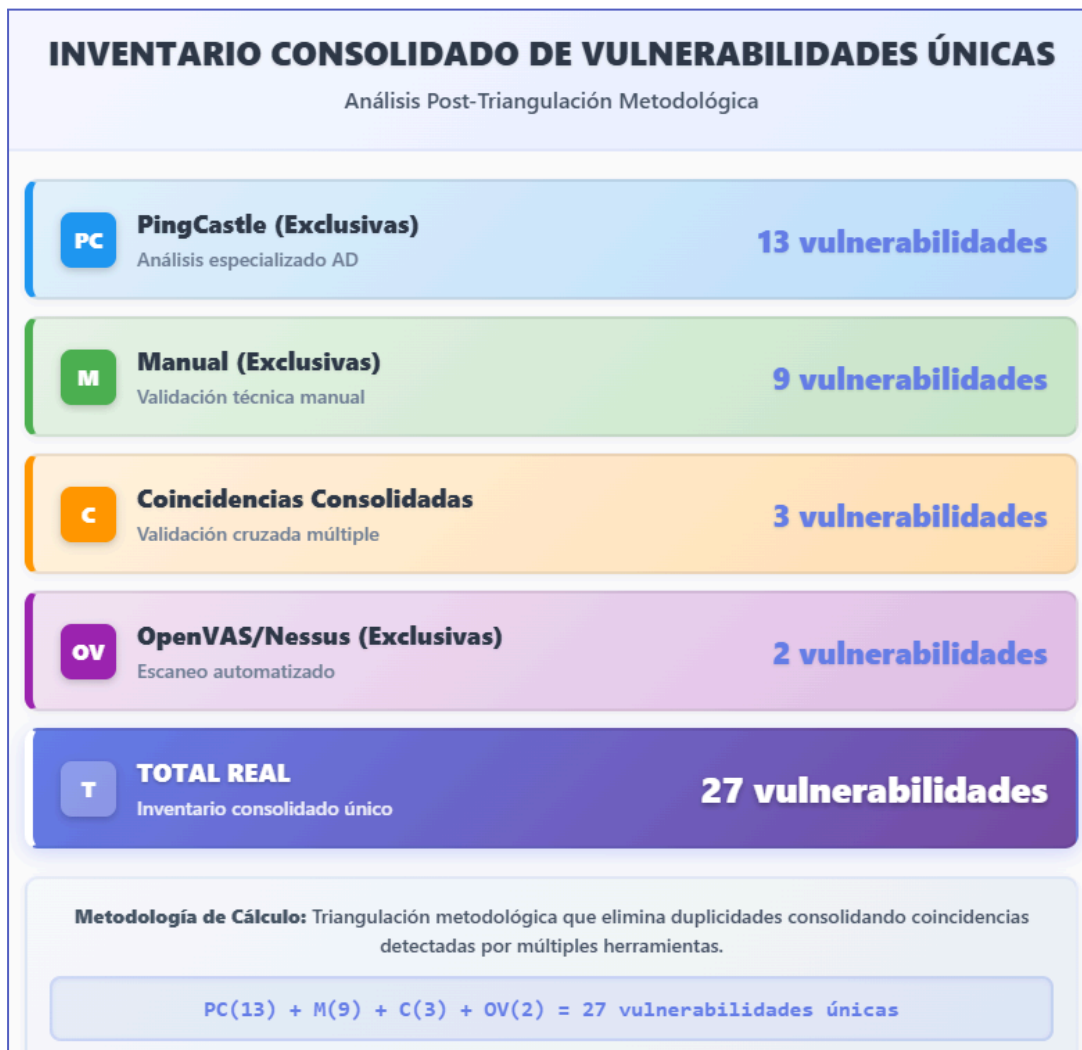 INVENTARIO CONSOLIDADO DE VULNERABILIDADES ÚNICAS
Análisis Post-Triangulación Metodológica
PC
PingCastle (Exclusivas)
Análisis especializado AD
13 vulnerabilidades
M
Manual (Exclusivas)
Validación técnica manual
9 vulnerabilidades
C
Coincidencias Consolidadas
Validación cruzada múltiple
3 vulnerabilidades
OV
OpenVAS/Nessus (Exclusivas)
Escaneo automatizado
2 vulnerabilidades
T
TOTAL REAL
Inventario consolidado único
27 vulnerabilidades
Metodología de Cálculo: Triangulación metodológica que elimina duplicidades consolidando coincidencias
detectadas por múltiples herramientas.
PC(13) + M(9) + C(3) + OV(2) = 27 vulnerabilidades únicas